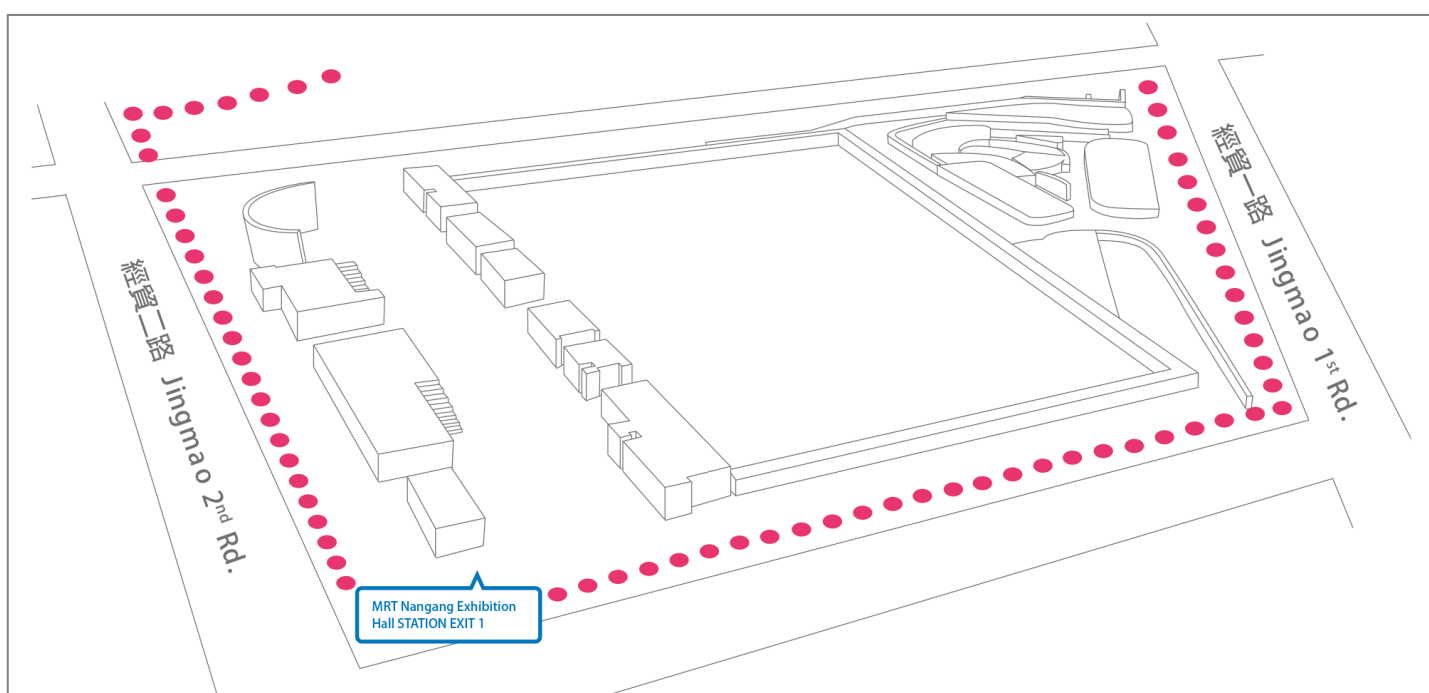 經貿一路 Jingmao 1st Rd.
經貿二路 Jingmao 2nd Rd.
MRT Nangang Exhibition
Hall STATION EXIT 1